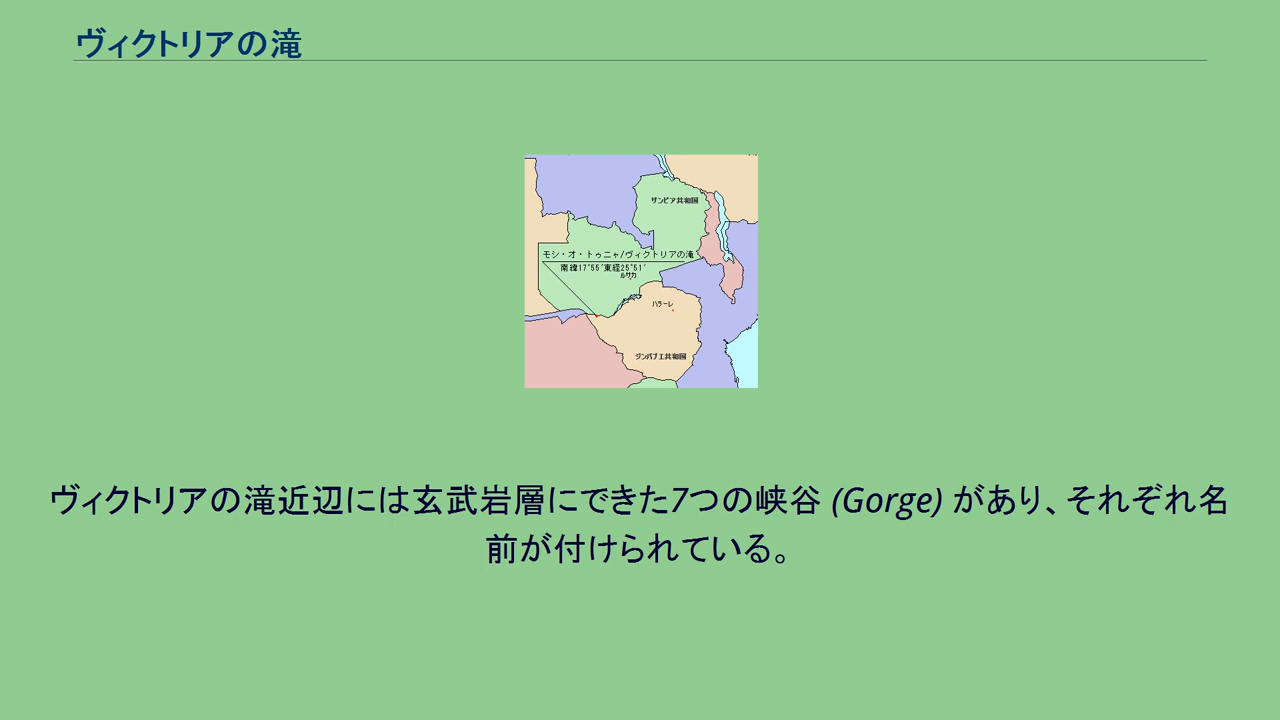 ヴィクトリアの滝
ザンビア共和国
モシ・オ・トゥニャ/ヴィクトリアの滝
南緯17°55′東経25°51′
ルサカ
ハラーレ
ジンバブエ共和国
ヴィクトリアの滝近辺には玄武岩層にできた7つの峡谷 (Gorge) があり、それぞれ名
前が付けられている。